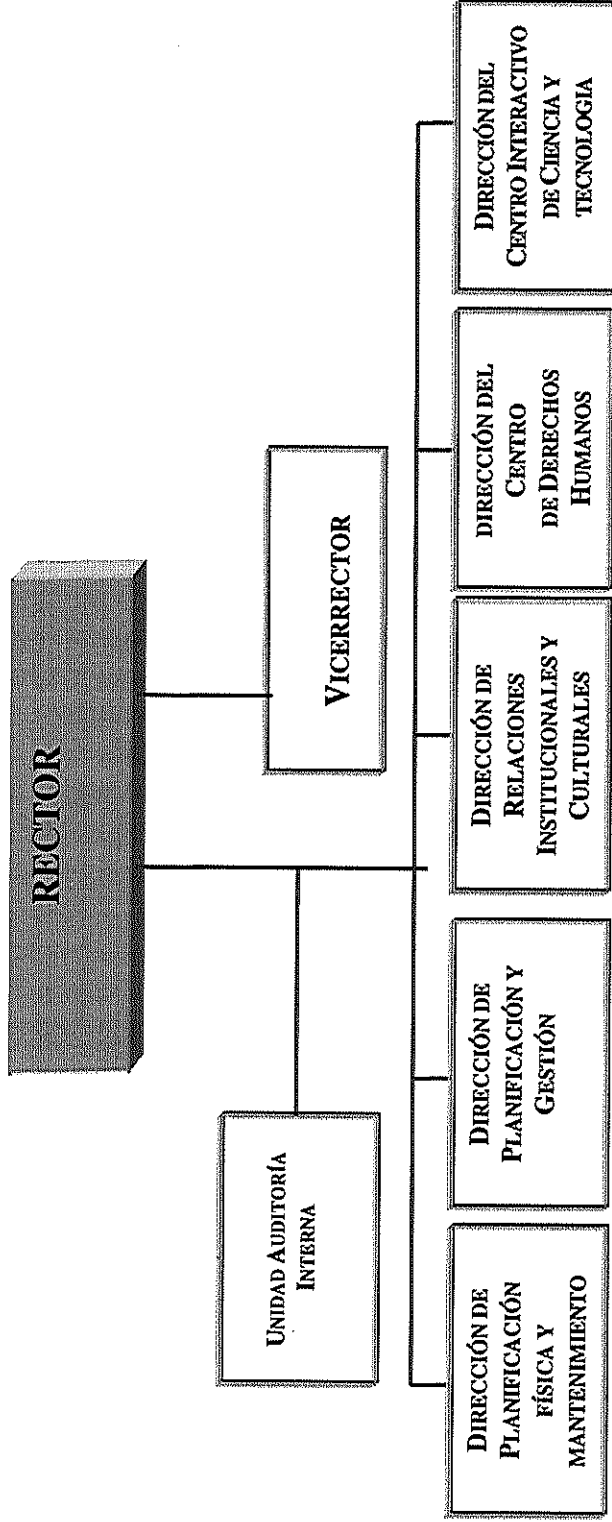 RECTOR
VICERRECTOR
UNIDAD AUDITORÍA
INTERNA
DIRECCIÓN DE
PLANIFICACIÓN
FÍSICA Y
MANTENIMIENTO
DIRECCIÓN DE
PLANIFICACIÓN Y
GESTIÓN
DIRECCIÓN DE
RELACIONES
INSTITUCIONALES Y
CULTURALES
DIRECCIÓN DEL
CENTRO
DE DERECHOS
HUMANOS
DIRECCIÓN DEL
CENTRO INTERACTIVO
DE CIENCIA Y
TECNOLOGIA